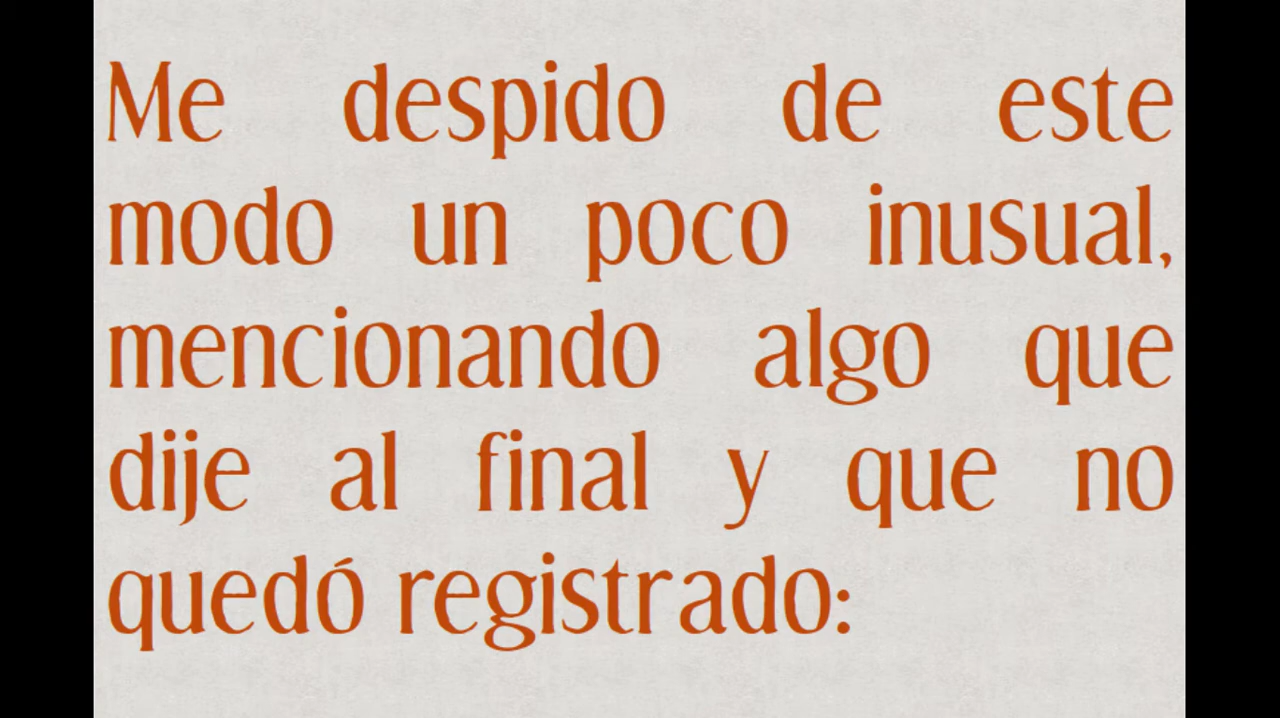 Me despido de este
modo un poco inusual,
mencionando algo que
dije al final y que no
quedó registrado: